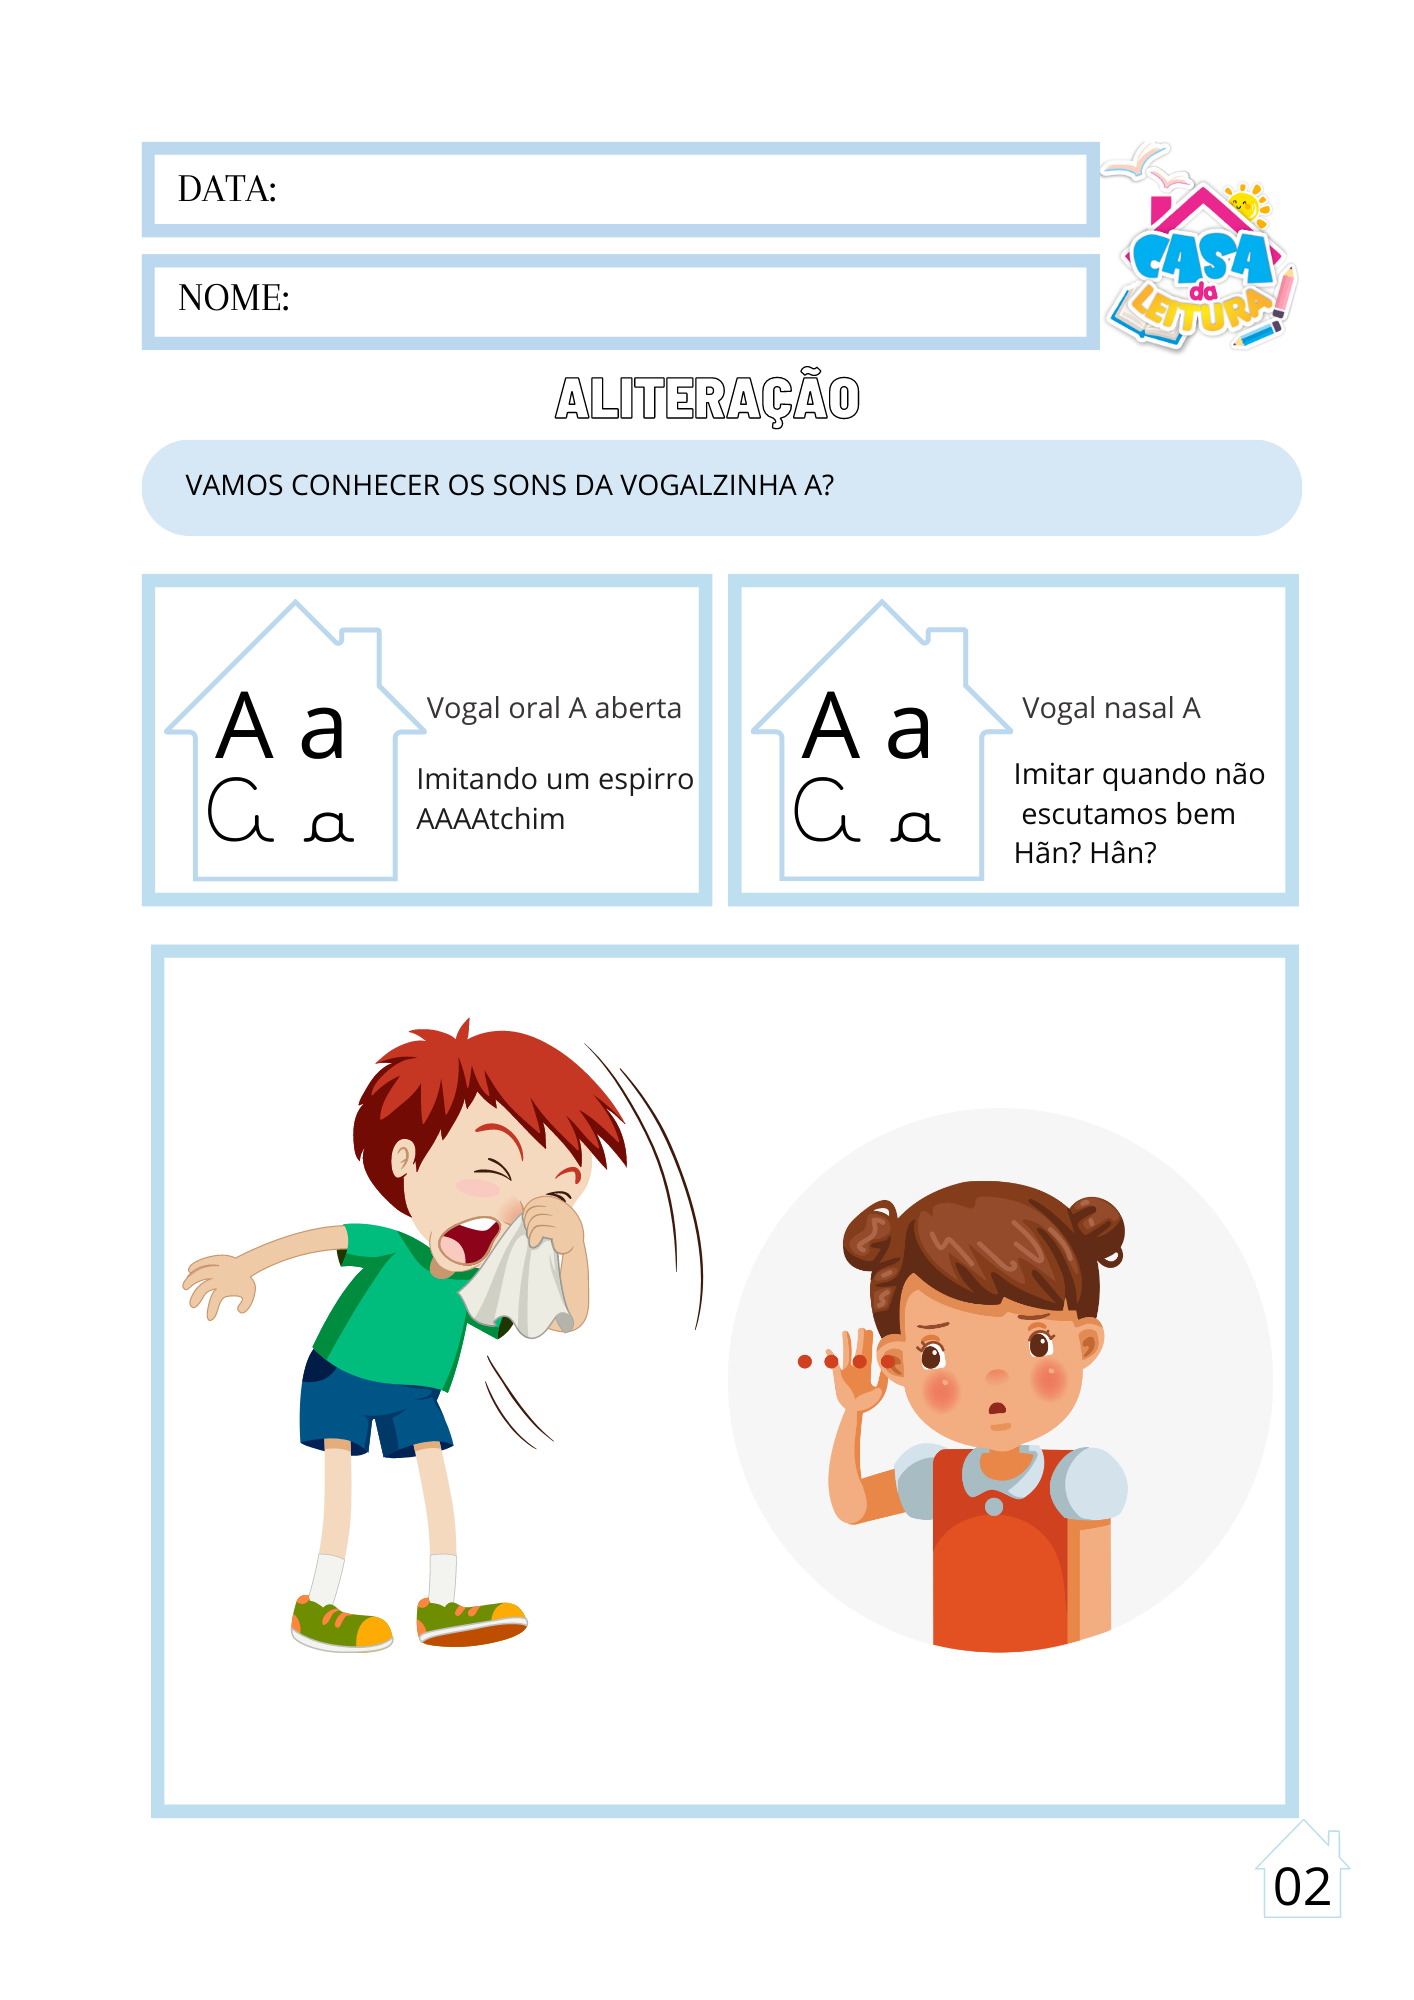 DATA:
NOME:
CASA
da
LEITURA
ALITERAÇÃO
VAMOS CONHECER OS SONS DA VOGALZINHA A?
A a
A a
Vogal oral A aberta
Imitando um espirro
AAAAtchim
A a
A a
Vogal nasal A
Imitar quando não
escutamos bem
Hãn? Hân?
02